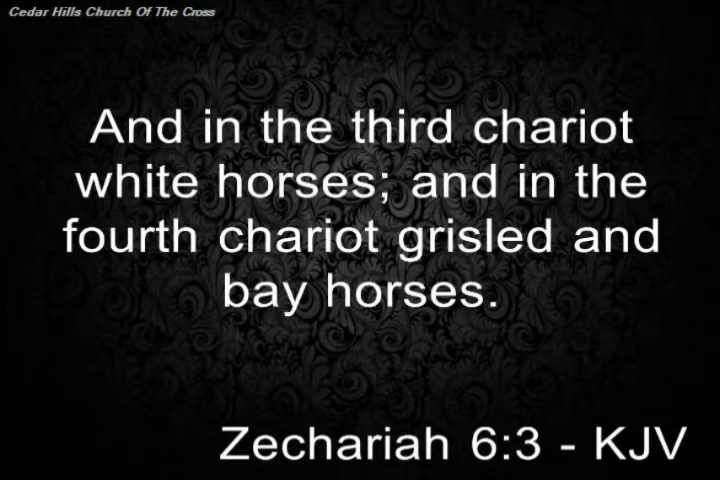 Cedar Hills Church Of The Cross
And in the third chariot
white horses; and in the
fourth chariot grisled and
bay horses.
Zechariah 6:3 - KJV